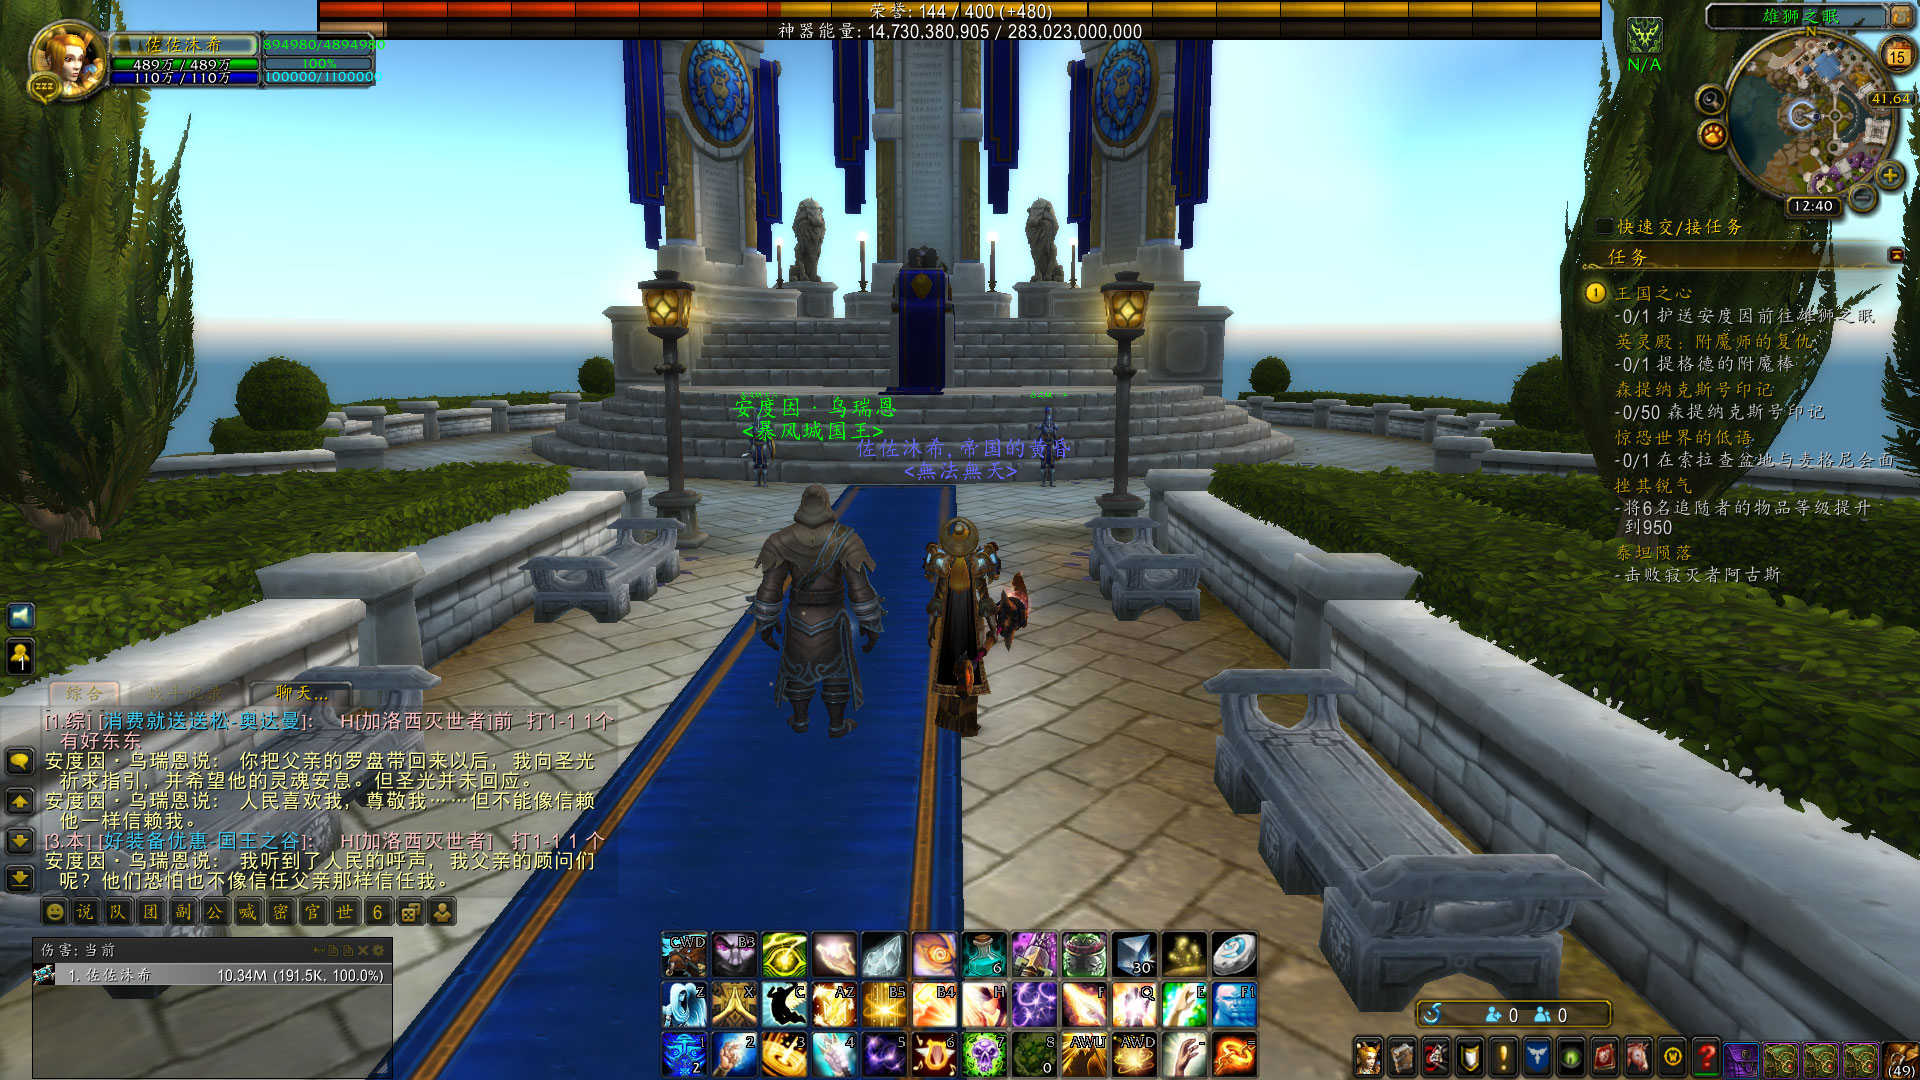 荣誉: 144 / 400 (+480)
神器能量: 14,730,380,905 / 283,023,000,000
佐佐沐希
894980/4894980
489万 / 489万
100%
110万 / 110万
100000/1100000
zzz
N/A
雄狮之眠
N
15
41,64
12:40
快速交/接任务
任务
1
王国之心
-0/1 护送安度因前往雄狮之眠
英灵殿：附魔师的复仇
-0/1 提格德的附魔棒
森提纳克斯号印记
-0/50 森提纳克斯号印记
惊恐世界的低语
-0/1 在索拉查盆地与麦格尼会面
挫其锐气
-将6名追随者的物品等级提升
到950
泰坦陨落
-击败寂灭者阿古斯
安度因·乌瑞恩
<暴风城国王>
佐佐沐希,帝国的黄昏
<無法無天>
1
综合
战斗记录
聊天...
[1.综] [消费就送送松-奥达曼]： H[加洛西灭世者]前 打1-1 1个
有好东东
安度因·乌瑞恩说： 你把父亲的罗盘带回来以后，我向圣光
祈求指引，并希望他的灵魂安息。但圣光并未回应。
安度因·乌瑞恩说： 人民喜欢我，尊敬我……但不能像信赖
他一样信赖我。
[3.本] [好装备优惠-国王之谷]： H[加洛西灭世者] 打1-1 1 个
安度因·乌瑞恩说： 我听到了人民的呼声，我父亲的顾问们
呢？他们恐怕也不像信任父亲那样信任我。
说 队 团 副 公 喊 密 官 世 6
伤害: 当前
1. 佐佐沐希 10.34M (191.5K, 100.0%)
CWD B3 6 30
Z X C AZ B5 B4 H F Q E F1
1 2 2 3 4 5 6 7 8 0 AWU AWD - =
0 0
(49)